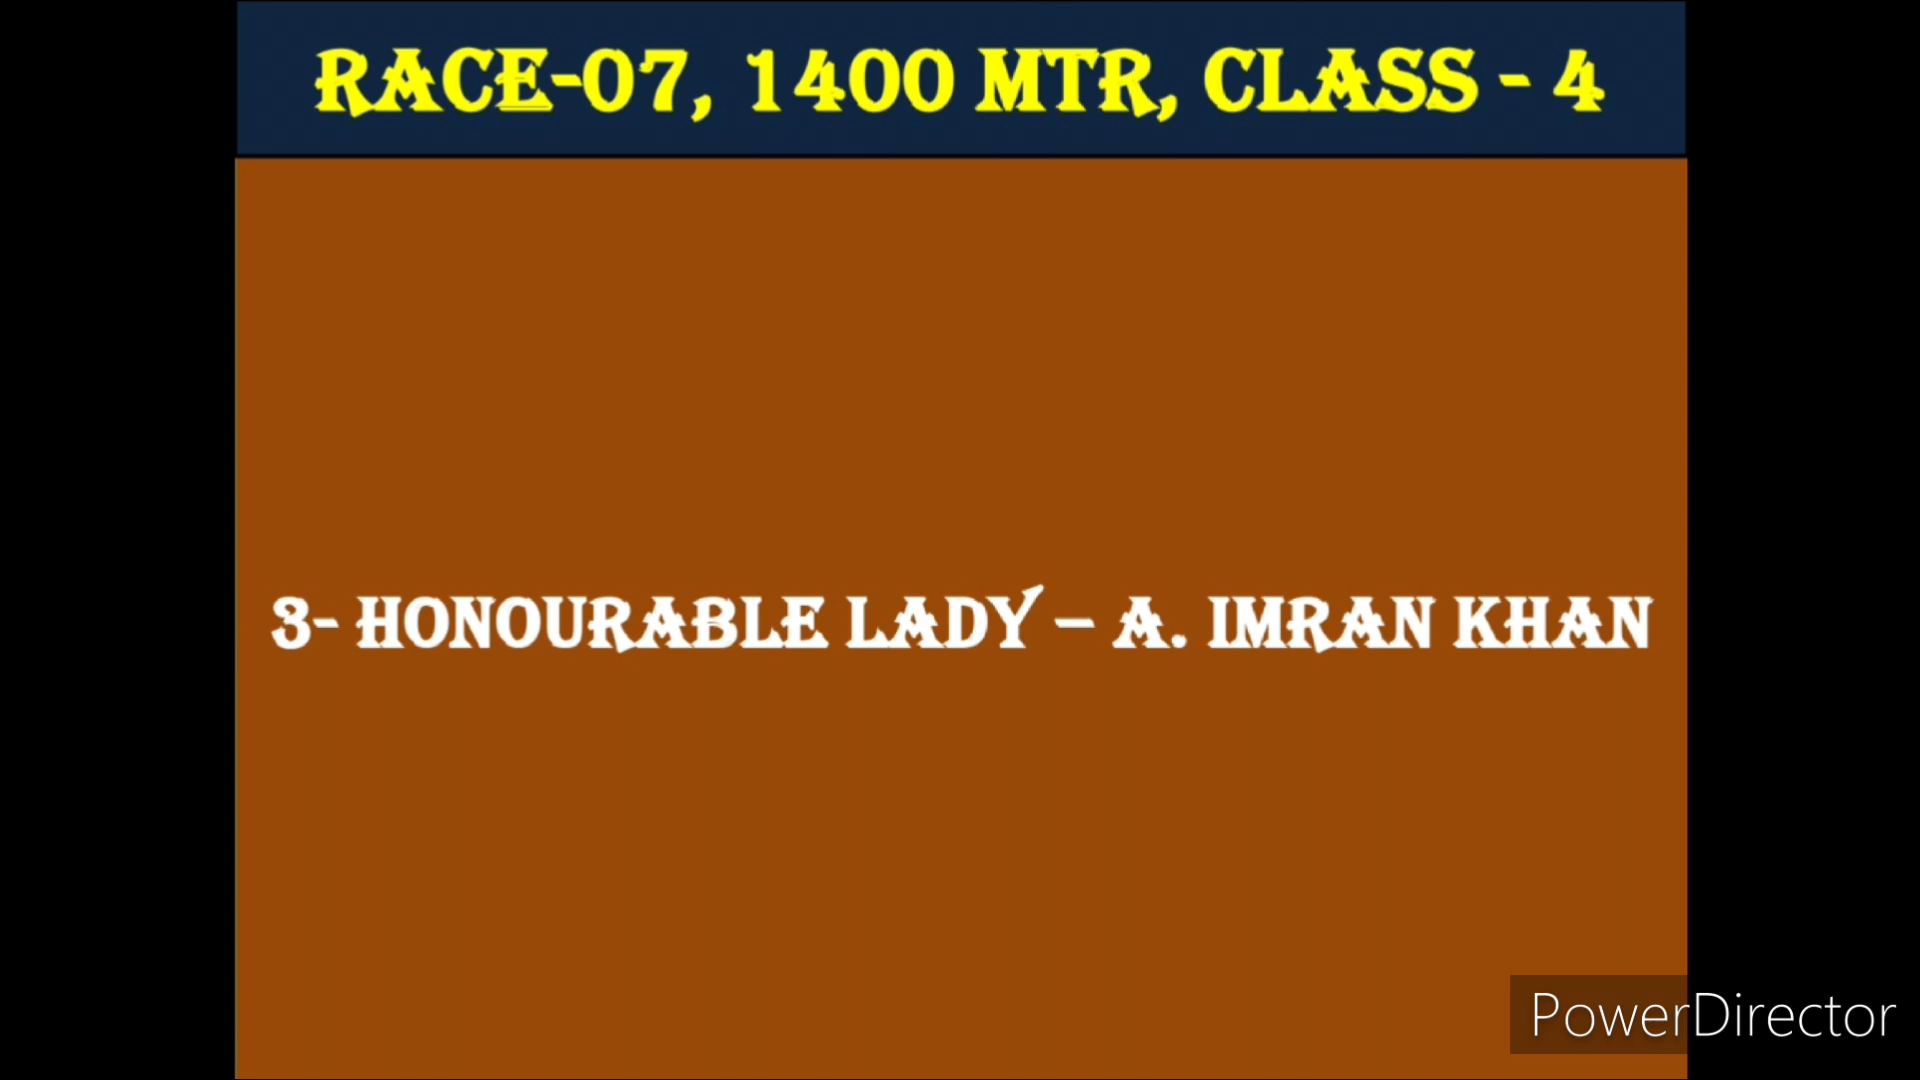 RACE-07, 1400 MTR, CLASS - 4
3- HONOURABLE LADY – A. IMRAN KHAN
PowerDirector